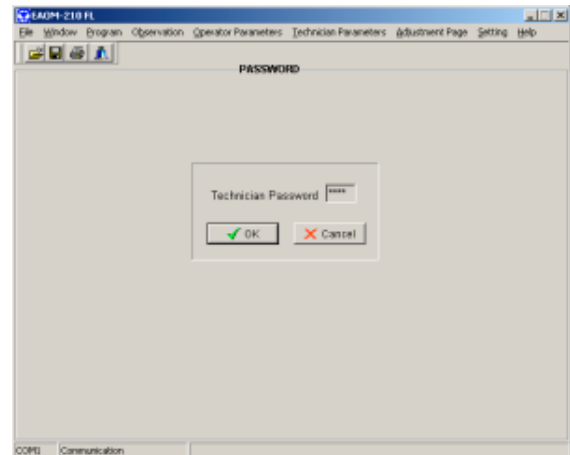 EAOM-210 FL
File Window Program Observation Operator Parameters Technician Parameters Adjustment Page Setting Help
PASSWORD
Technician Password ****
OK Cancel
COM1 Communication